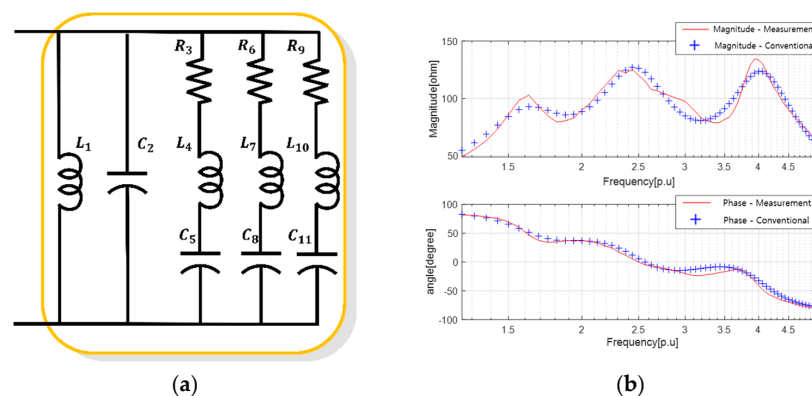 R3
R6
R9
L1
C2
L4
L7
L10
C5
C8
C11
(a)
Magnitude - Measurement
Magnitude - Conventional
150
100
50
Magnitude[ohm]
1.5 2 2.5 3 3.5 4 4.5
Frequency[p.u]
Phase - Measurement
Phase - Conventional
100
50
0
-50
-100
angle[degree]
1.5 2 2.5 3 3.5 4 4.5
Frequency[p.u]
(b)